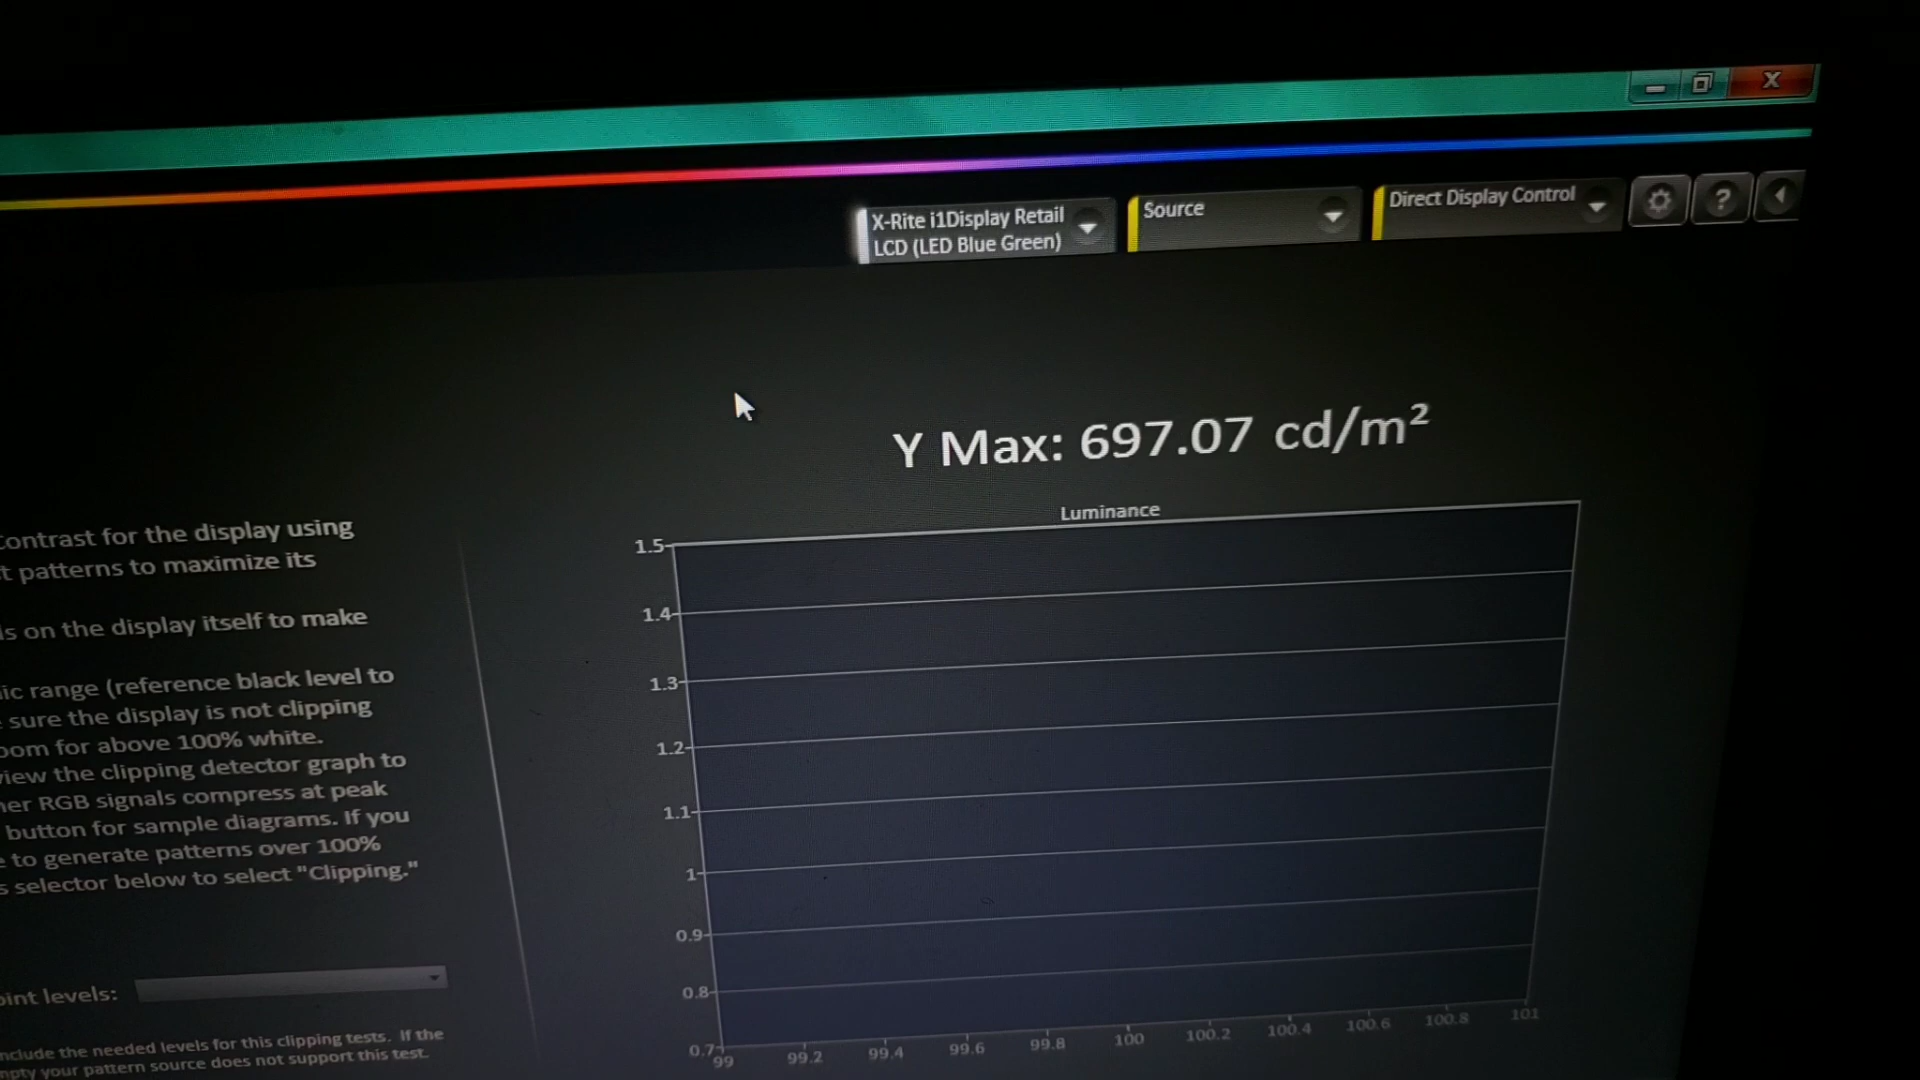 X
X-Rite i1Display Retail
LCD (LED Blue Green)
Source
Direct Display Control
?
Y Max: 697.07 cd/m²
Contrast for the display using
t patterns to maximize its
ls on the display itself to make
ic range (reference black level to
sure the display is not clipping
oom for above 100% white.
view the clipping detector graph to
her RGB signals compress at peak
button for sample diagrams. If you
e to generate patterns over 100%
s selector below to select "Clipping."
oint levels:
nclude the needed levels for this clipping tests. If the
mpty your pattern source does not support this test.
Luminance
1.5
1.4
1.3
1.2
1.1
1
0.9
0.8
0.7
99 99.2 99.4 99.6 99.8 100 100.2 100.4 100.6 100.8 101